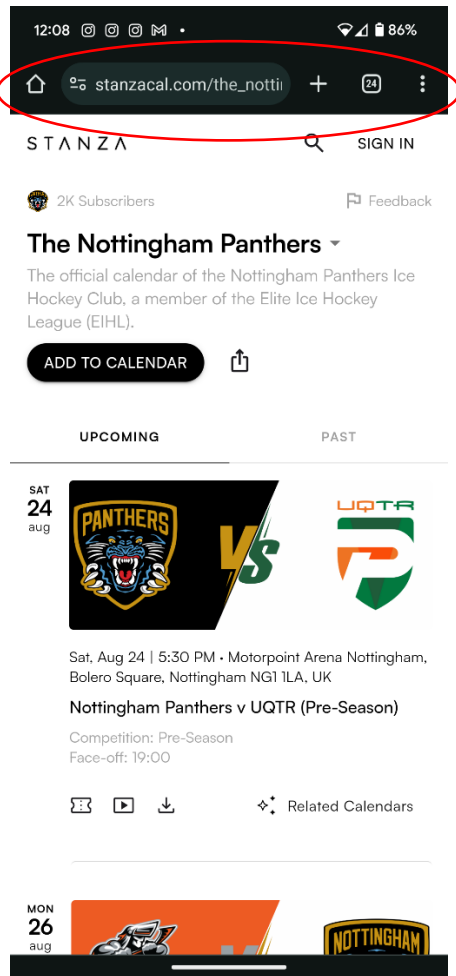 12:08
86%
stanzacal.com/the_notti
24
STANZA
SIGN IN
2K Subscribers
Feedback
The Nottingham Panthers
The official calendar of the Nottingham Panthers Ice
Hockey Club, a member of the Elite Ice Hockey
League (EIHL).
ADD TO CALENDAR
UPCOMING
PAST
SAT
24
aug
PANTHERS
VS
UQTR
Sat, Aug 24 | 5:30 PM • Motorpoint Arena Nottingham,
Bolero Square, Nottingham NG1 1LA, UK
Nottingham Panthers v UQTR (Pre-Season)
Competition: Pre-Season
Face-off: 19:00
Related Calendars
MON
26
aug
NOTTINGHAM